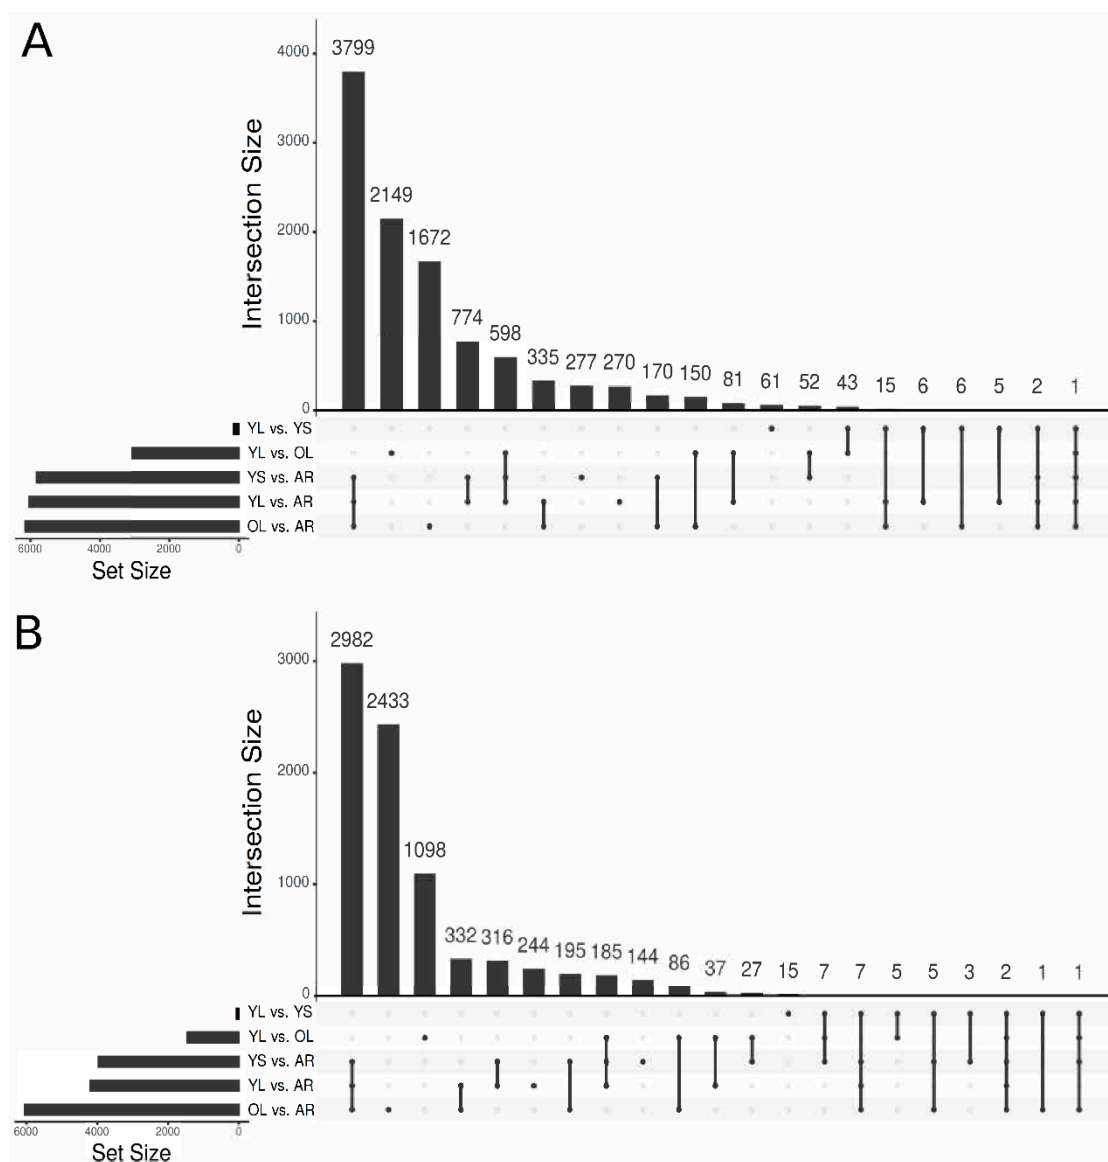 A
Intersection Size
4000
3000
2000
1000
0
3799
2149
1672
774
598
335
277
270
170
150
81
61
52
43
15
6
6
5
2
1
YL vs. YS
YL vs. OL
YS vs. AR
YL vs. AR
OL vs. AR
6000 4000 2000 0
Set Size
B
Intersection Size
3000
2000
1000
0
2982
2433
1098
332
316
244
195
185
144
86
37
27
15
7
7
5
5
3
2
1
1
YL vs. YS
YL vs. OL
YS vs. AR
YL vs. AR
OL vs. AR
6000 4000 2000 0
Set Size